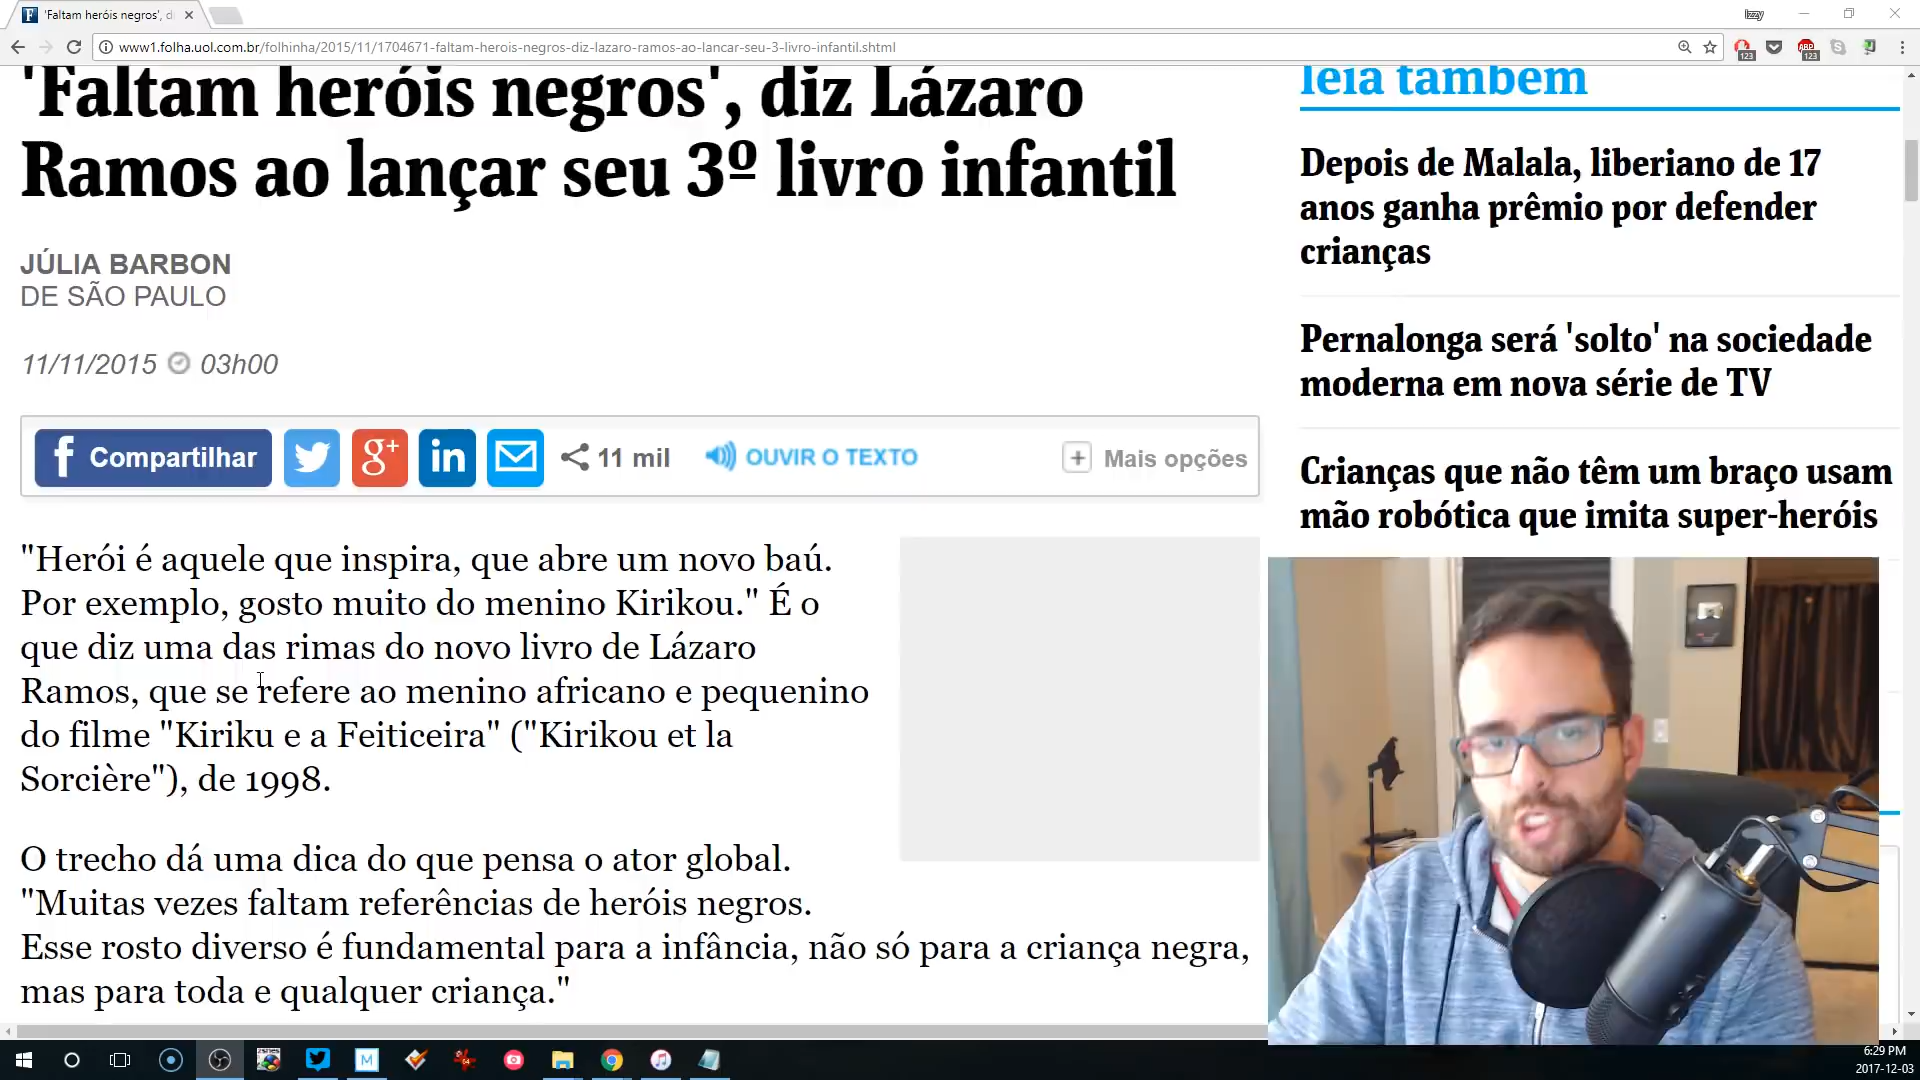 'Faltam heróis negros', d
Izzy
www1.folha.uol.com.br/folhinha/2015/11/1704671-faltam-herois-negros-diz-lazaro-ramos-ao-lancar-seu-3-livro-infantil.shtml
123
ABP
123
'Faltam heróis negros', diz Lázaro
Ramos ao lançar seu 3º livro infantil
JÚLIA BARBON
DE SÃO PAULO
11/11/2015 03h00
f Compartilhar
g+
in
11 mil
OUVIR O TEXTO
+ Mais opções
"Herói é aquele que inspira, que abre um novo baú.
Por exemplo, gosto muito do menino Kirikou." É o
que diz uma das rimas do novo livro de Lázaro
Ramos, que se refere ao menino africano e pequenino
do filme "Kiriku e a Feiticeira" ("Kirikou et la
Sorcière"), de 1998.
O trecho dá uma dica do que pensa o ator global.
"Muitas vezes faltam referências de heróis negros.
Esse rosto diverso é fundamental para a infância, não só para a criança negra,
mas para toda e qualquer criança."
leia também
Depois de Malala, liberiano de 17
anos ganha prêmio por defender
crianças
Pernalonga será 'solto' na sociedade
moderna em nova série de TV
Crianças que não têm um braço usam
mão robótica que imita super-heróis
M
6:29 PM
2017-12-03